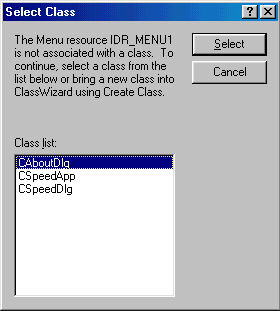 Select Class
The Menu resource IDR_MENU1
is not associated with a class.  To
continue, select a class from the
list below or bring a new class into
ClassWizard using Create Class.
Select
Cancel
Class list:
CAboutDlg
CSpeedApp
CSpeedDlg